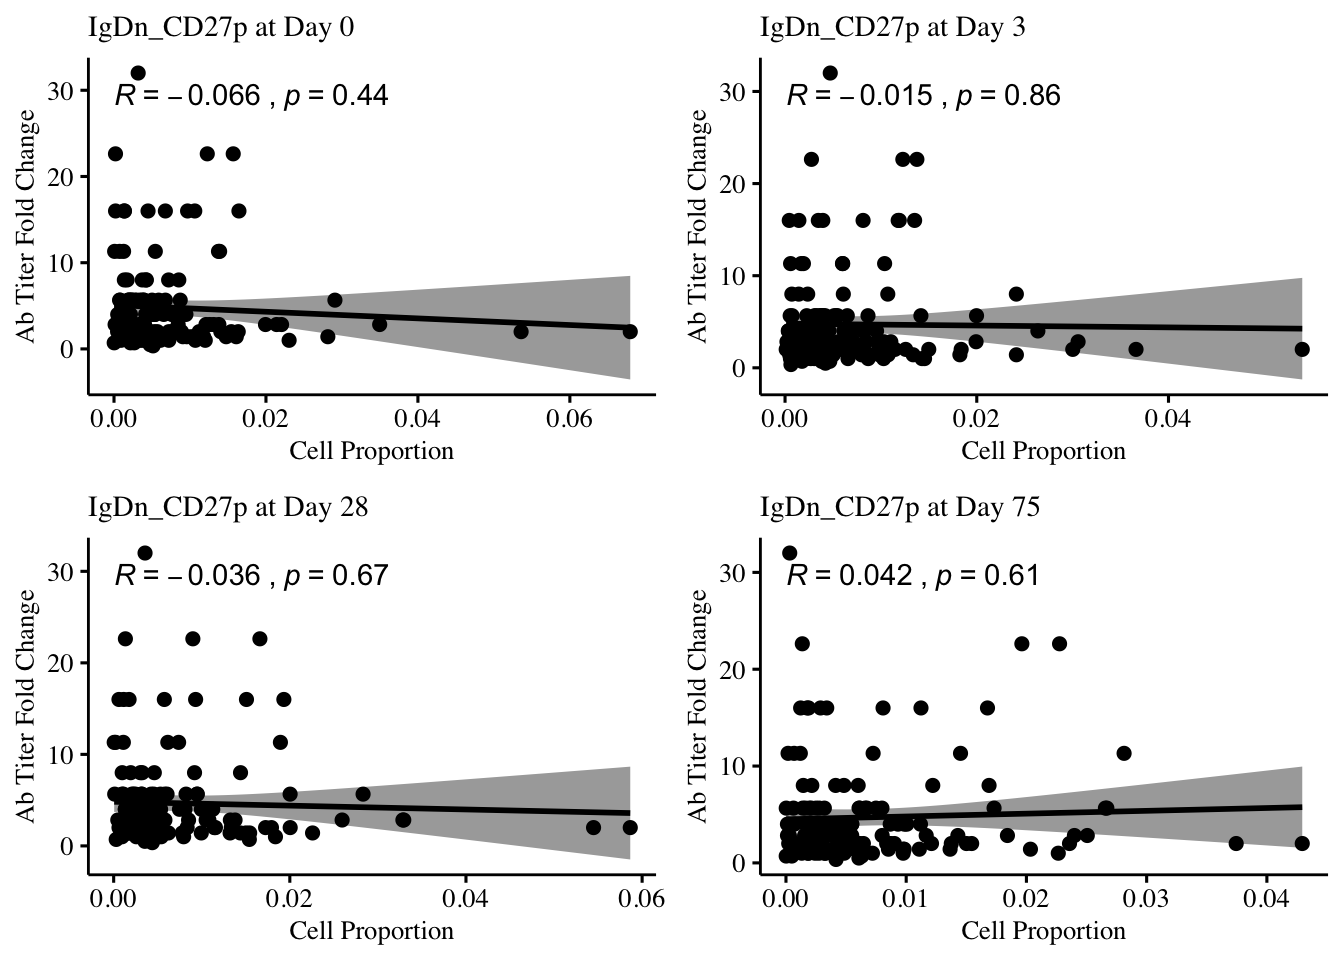 IgDn_CD27p at Day 0
R = −0.066 , p = 0.44
Ab Titer Fold Change
30
20
10
0
0.00 0.02 0.04 0.06
Cell Proportion
IgDn_CD27p at Day 3
R = −0.015 , p = 0.86
Ab Titer Fold Change
30
20
10
0
0.00 0.02 0.04
Cell Proportion
IgDn_CD27p at Day 28
R = −0.036 , p = 0.67
Ab Titer Fold Change
30
20
10
0
0.00 0.02 0.04 0.06
Cell Proportion
IgDn_CD27p at Day 75
R = 0.042 , p = 0.61
Ab Titer Fold Change
30
20
10
0
0.00 0.01 0.02 0.03 0.04
Cell Proportion